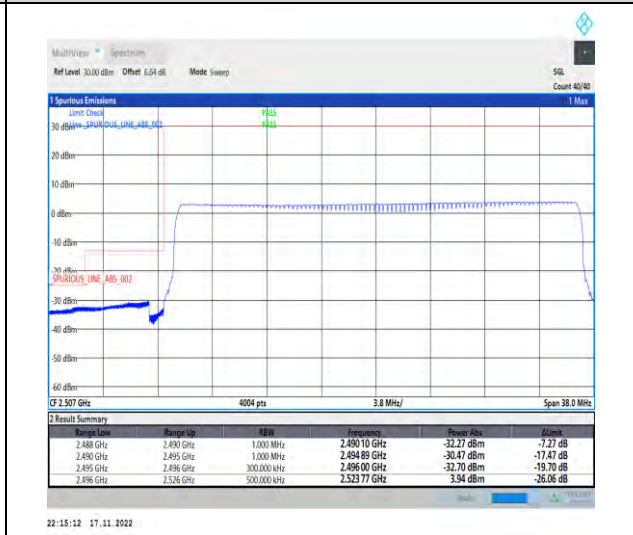 MultiView Spectrum
Ref Level 30.00 dBm Offset 6.64 dB Mode Sweep SGL
Count 40/40
1 Spurious Emissions 1 Max
Limit Check PASS
30 dBm Line _SPURIOUS_LINE_ABS_002 PASS
20 dBm
10 dBm
0 dBm
-10 dBm
-20 dBm
SPURIOUS_LINE_ABS_002
-30 dBm
-40 dBm
-50 dBm
-60 dBm
CF 2.507 GHz 4004 pts 3.8 MHz/ Span 38.0 MHz
2 Result Summary
Range Low Range Up RBW Frequency Power Abs ΔLimit
2.488 GHz 2.490 GHz 1.000 MHz 2.490 10 GHz -32.27 dBm -7.27 dB
2.490 GHz 2.495 GHz 1.000 MHz 2.494 89 GHz -30.47 dBm -17.47 dB
2.495 GHz 2.496 GHz 300.000 kHz 2.496 00 GHz -32.70 dBm -19.70 dB
2.496 GHz 2.526 GHz 500.000 kHz 2.523 77 GHz 3.94 dBm -26.06 dB
22:15:12 17.11.2022